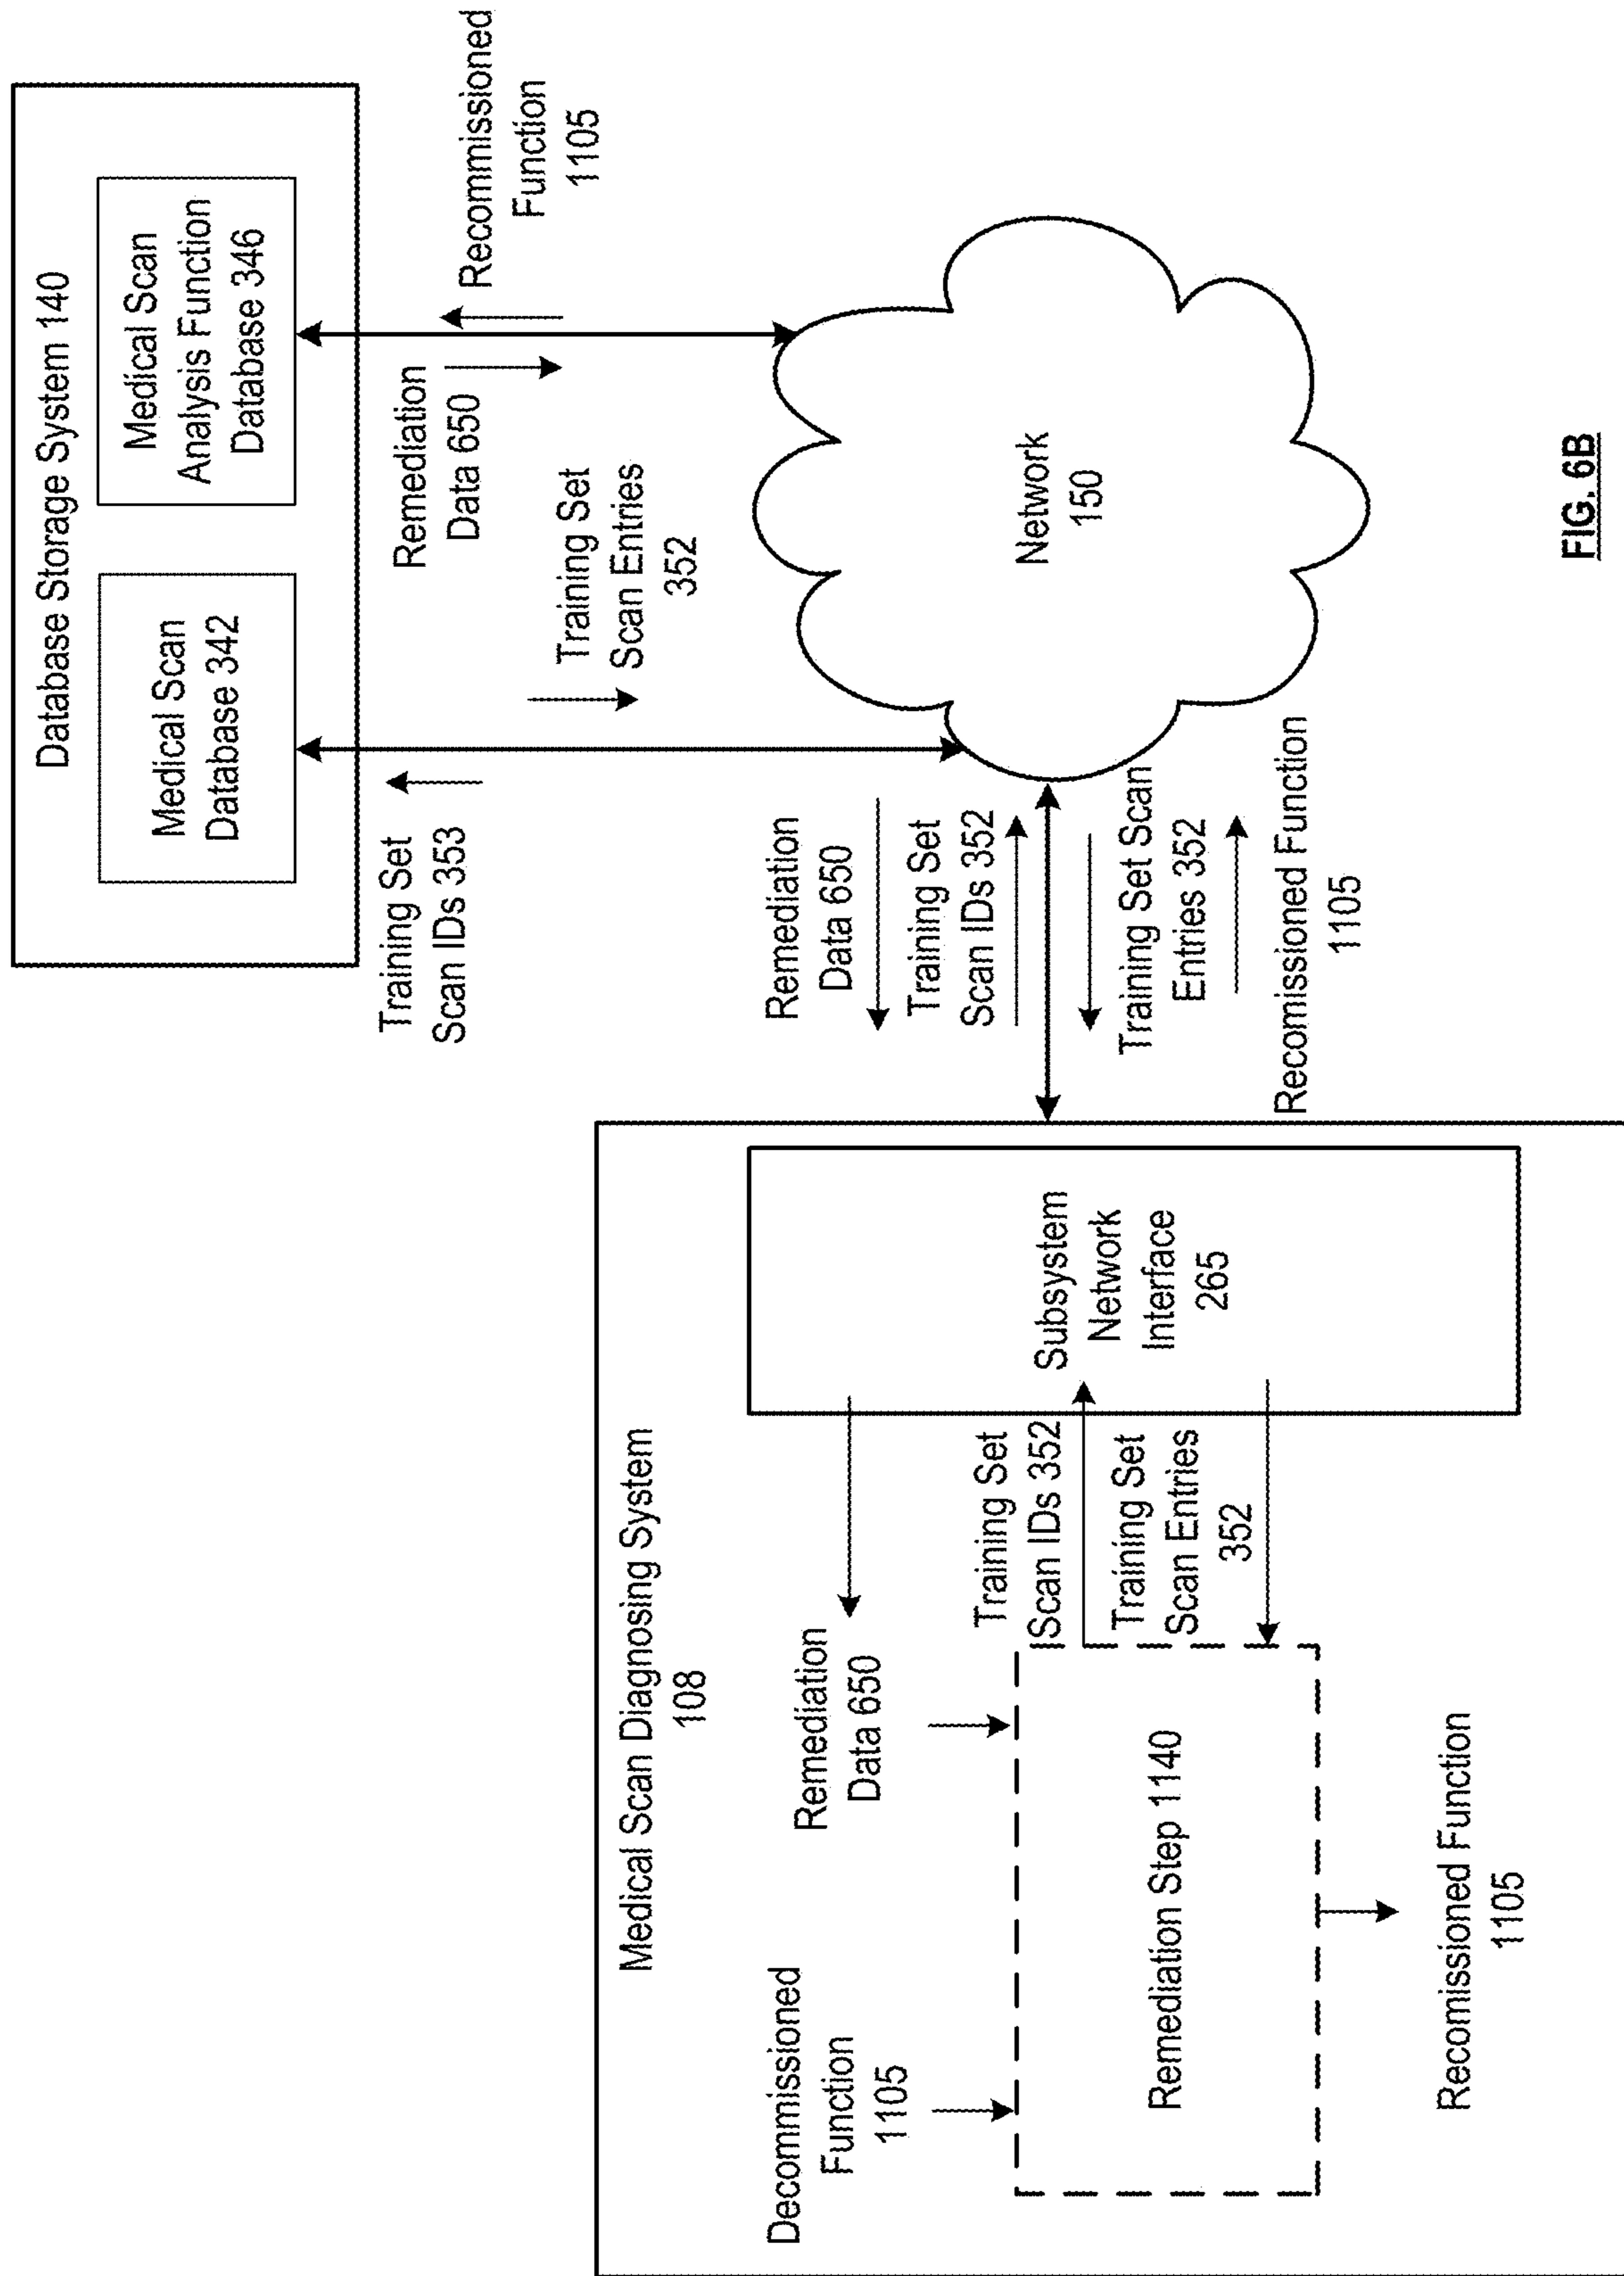 Database Storage System 140
Medical Scan
Database 342
Medical Scan
Analysis Function
Database 346
Training Set
Scan IDs 353
Training Set
Scan Entries
352
Remediation
Data 650
Recommissioned
Function
1105
Medical Scan Diagnosing System
108
Decommissioned
Function
1105
Remediation
Data 650
Training Set
Scan IDs 352
Training Set
Scan Entries
352
Remediation Step 1140
Recomissioned Function
1105
Subsystem
Network
Interface
265
Remediation
Data 650
Training Set
Scan IDs 352
Training Set Scan
Entries 352
Recomissioned Function
1105
Network
150
FIG. 6B